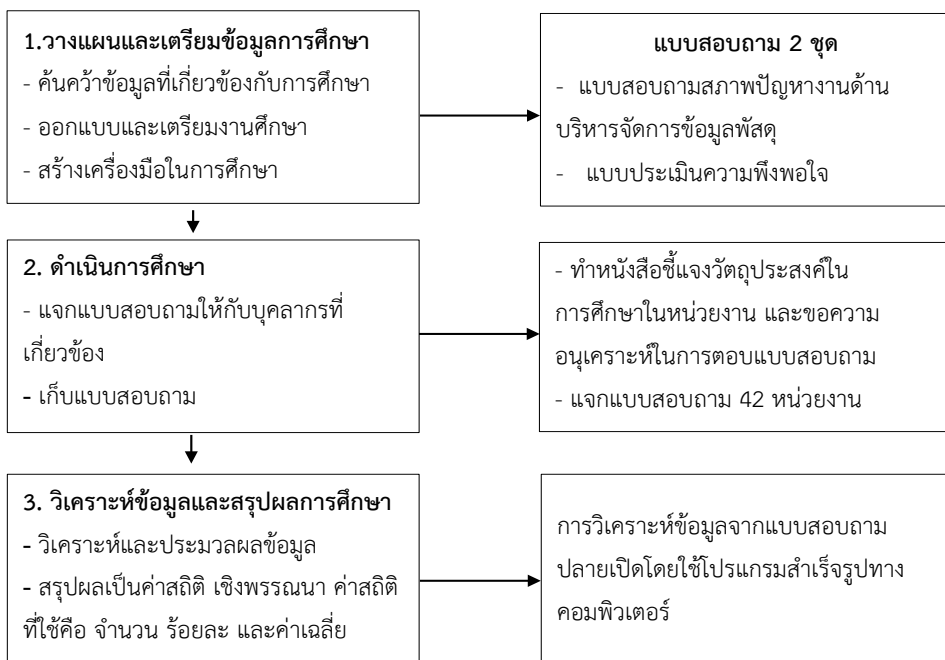 1.วางแผนและเตรียมข้อมูลการศึกษา
- ค้นคว้าข้อมูลที่เกี่ยวข้องกับการศึกษา
- ออกแบบและเตรียมงานศึกษา
- สร้างเครื่องมือในการศึกษา
แบบสอบถาม 2 ชุด
- แบบสอบถามสภาพปัญหางานด้าน
บริหารจัดการข้อมูลพัสดุ
- แบบประเมินความพึงพอใจ
2. ดำเนินการศึกษา
- แจกแบบสอบถามให้กับบุคลากรที่
เกี่ยวข้อง
- เก็บแบบสอบถาม
- ทำหนังสือชี้แจงวัตถุประสงค์ใน
การศึกษาในหน่วยงาน และขอความ
อนุเคราะห์ในการตอบแบบสอบถาม
- แจกแบบสอบถาม 42 หน่วยงาน
3. วิเคราะห์ข้อมูลและสรุปผลการศึกษา
- วิเคราะห์และประมวลผลข้อมูล
- สรุปผลเป็นค่าสถิติ เชิงพรรณนา ค่าสถิติ
ที่ใช้คือ จำนวน ร้อยละ และค่าเฉลี่ย
การวิเคราะห์ข้อมูลจากแบบสอบถาม
ปลายเปิดโดยใช้โปรแกรมสำเร็จรูปทาง
คอมพิวเตอร์